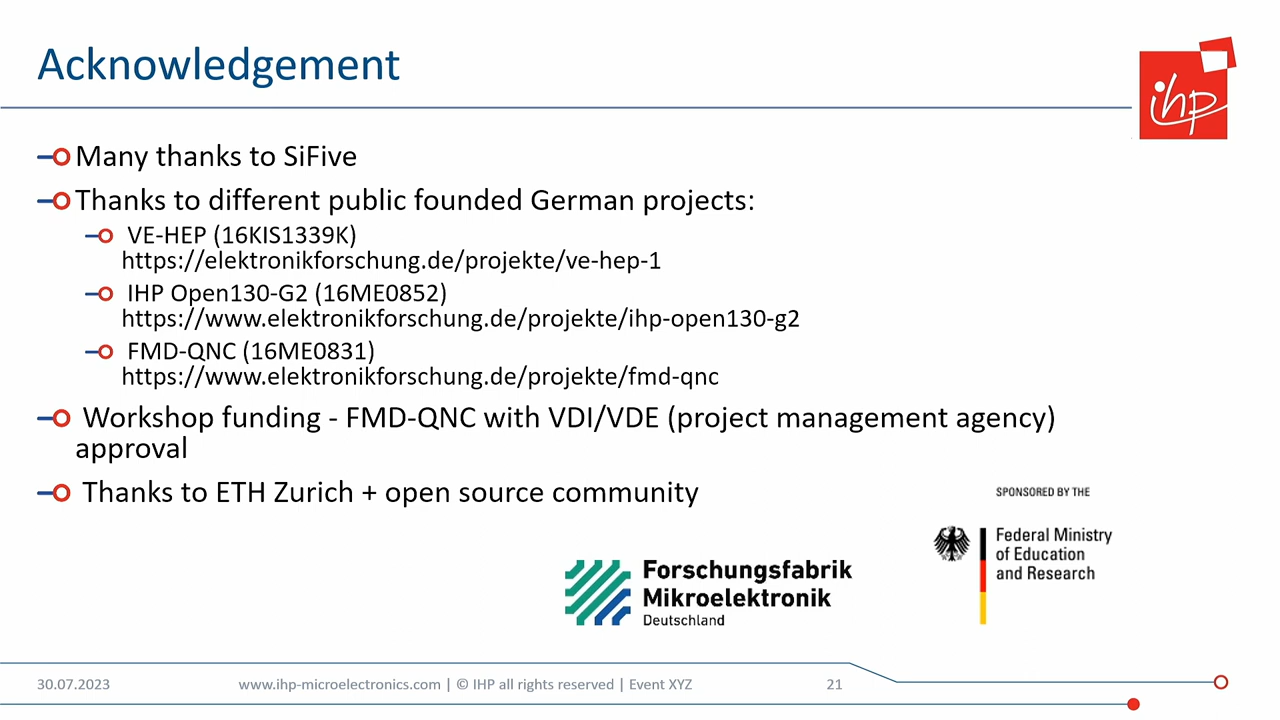 Acknowledgement
ihp
Many thanks to SiFive
Thanks to different public founded German projects:
VE-HEP (16KIS1339K)
https://elektronikforschung.de/projekte/ve-hep-1
IHP Open130-G2 (16ME0852)
https://www.elektronikforschung.de/projekte/ihp-open130-g2
FMD-QNC (16ME0831)
https://www.elektronikforschung.de/projekte/fmd-qnc
Workshop funding - FMD-QNC with VDI/VDE (project management agency)
approval
Thanks to ETH Zurich + open source community
SPONSORED BY THE
Federal Ministry
of Education
and Research
Forschungsfabrik
Mikroelektronik
Deutschland
30.07.2023
www.ihp-microelectronics.com | © IHP all rights reserved | Event XYZ
21